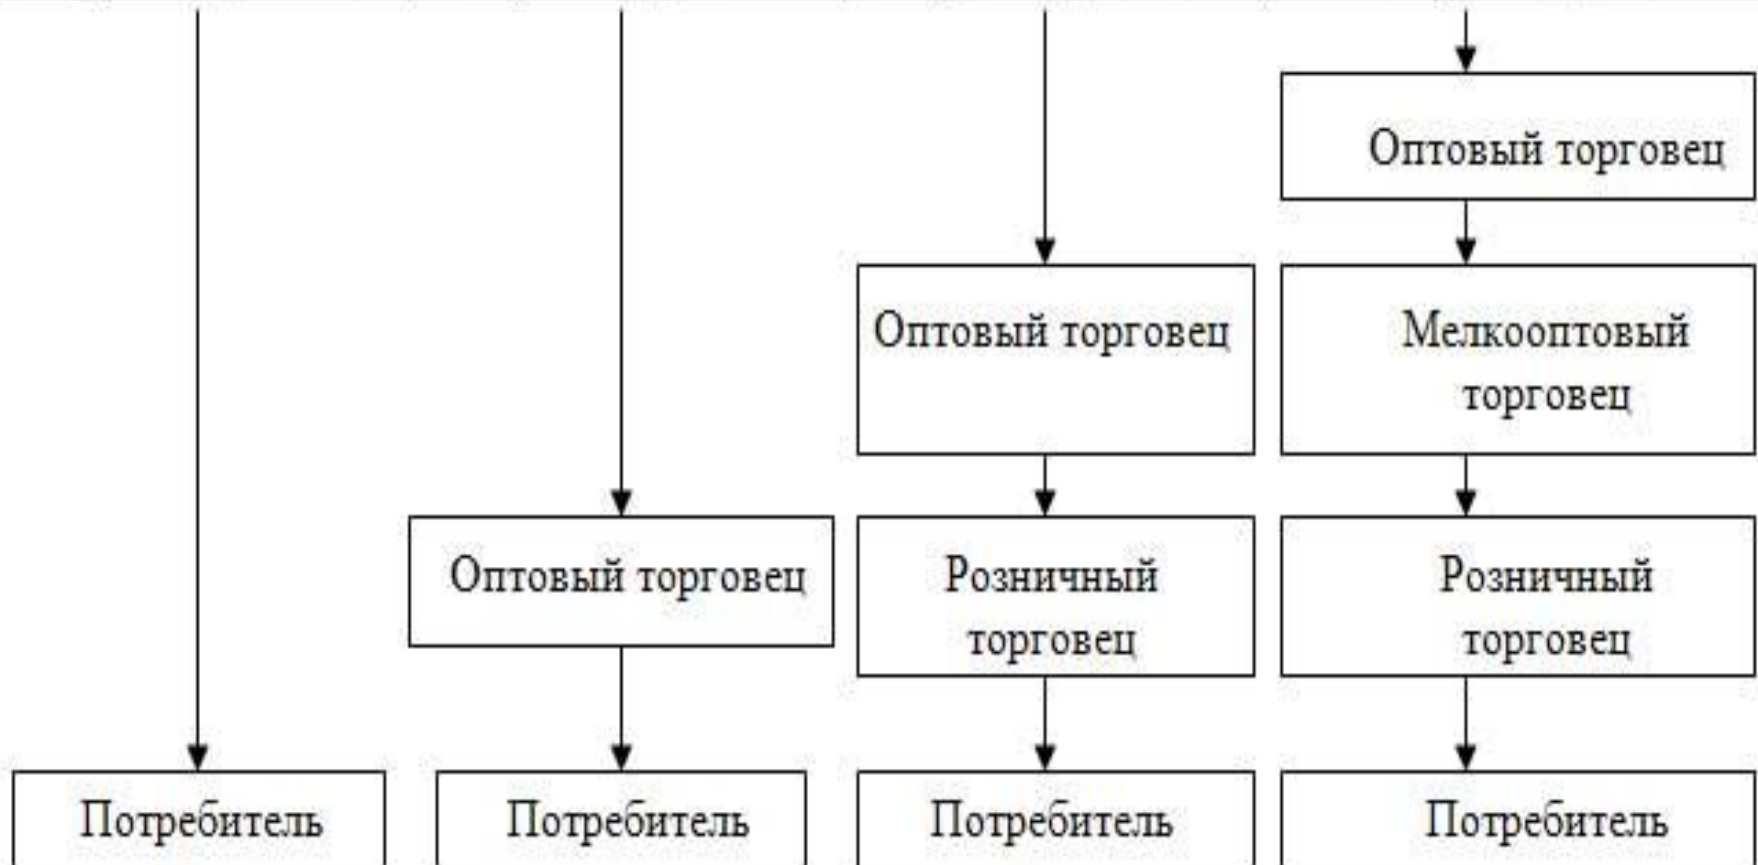 Оптовый торговец
Оптовый торговец
Мелкооптовый
торговец
Оптовый торговец
Розничный
торговец
Розничный
торговец
Потребитель
Потребитель
Потребитель
Потребитель